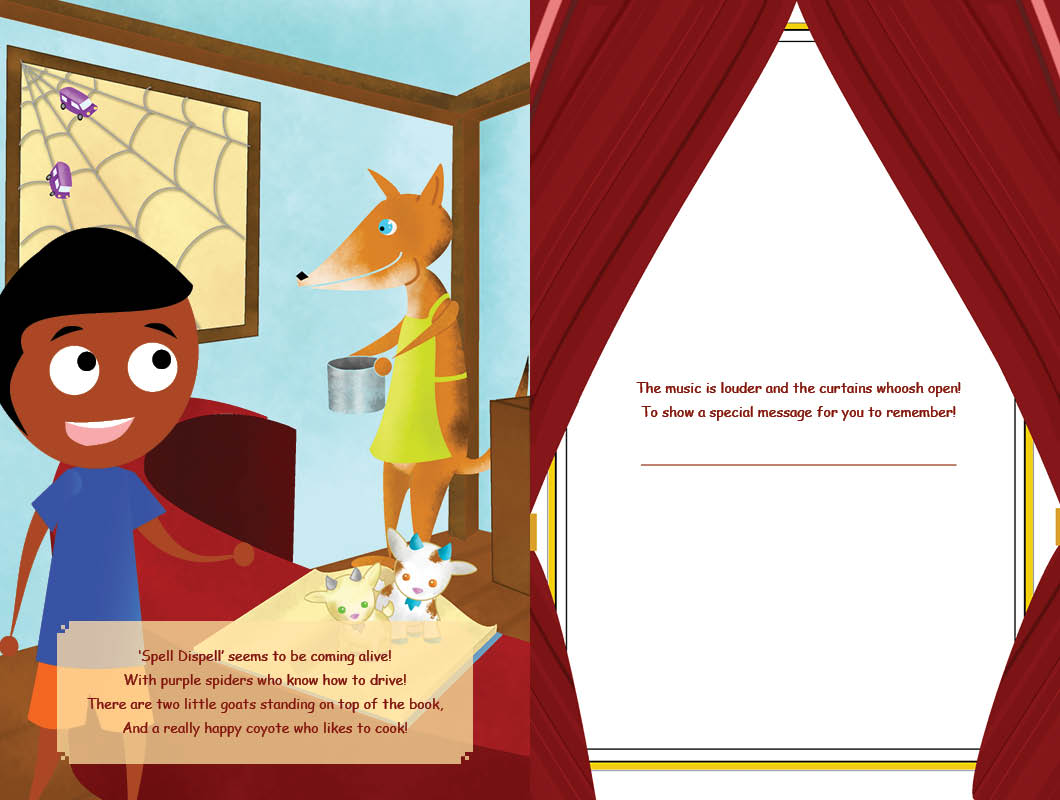 ‘Spell Dispell’ seems to be coming alive!
With purple spiders who know how to drive!
There are two little goats standing on top of the book,
And a really happy coyote who likes to cook!
The music is louder and the curtains whoosh open!
To show a special message for you to remember!